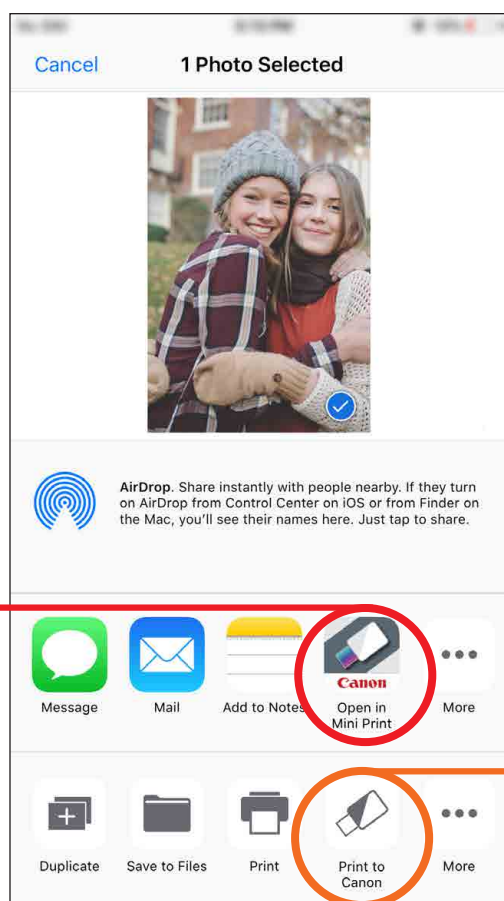 Cancel
1 Photo Selected
AirDrop. Share instantly with people nearby. If they turn
on AirDrop from Control Center on iOS or from Finder on
the Mac, you'll see their names here. Just tap to share.
Canon
Message
Mail
Add to Notes
Open in
Mini Print
More
Duplicate
Save to Files
Print
Print to
Canon
More